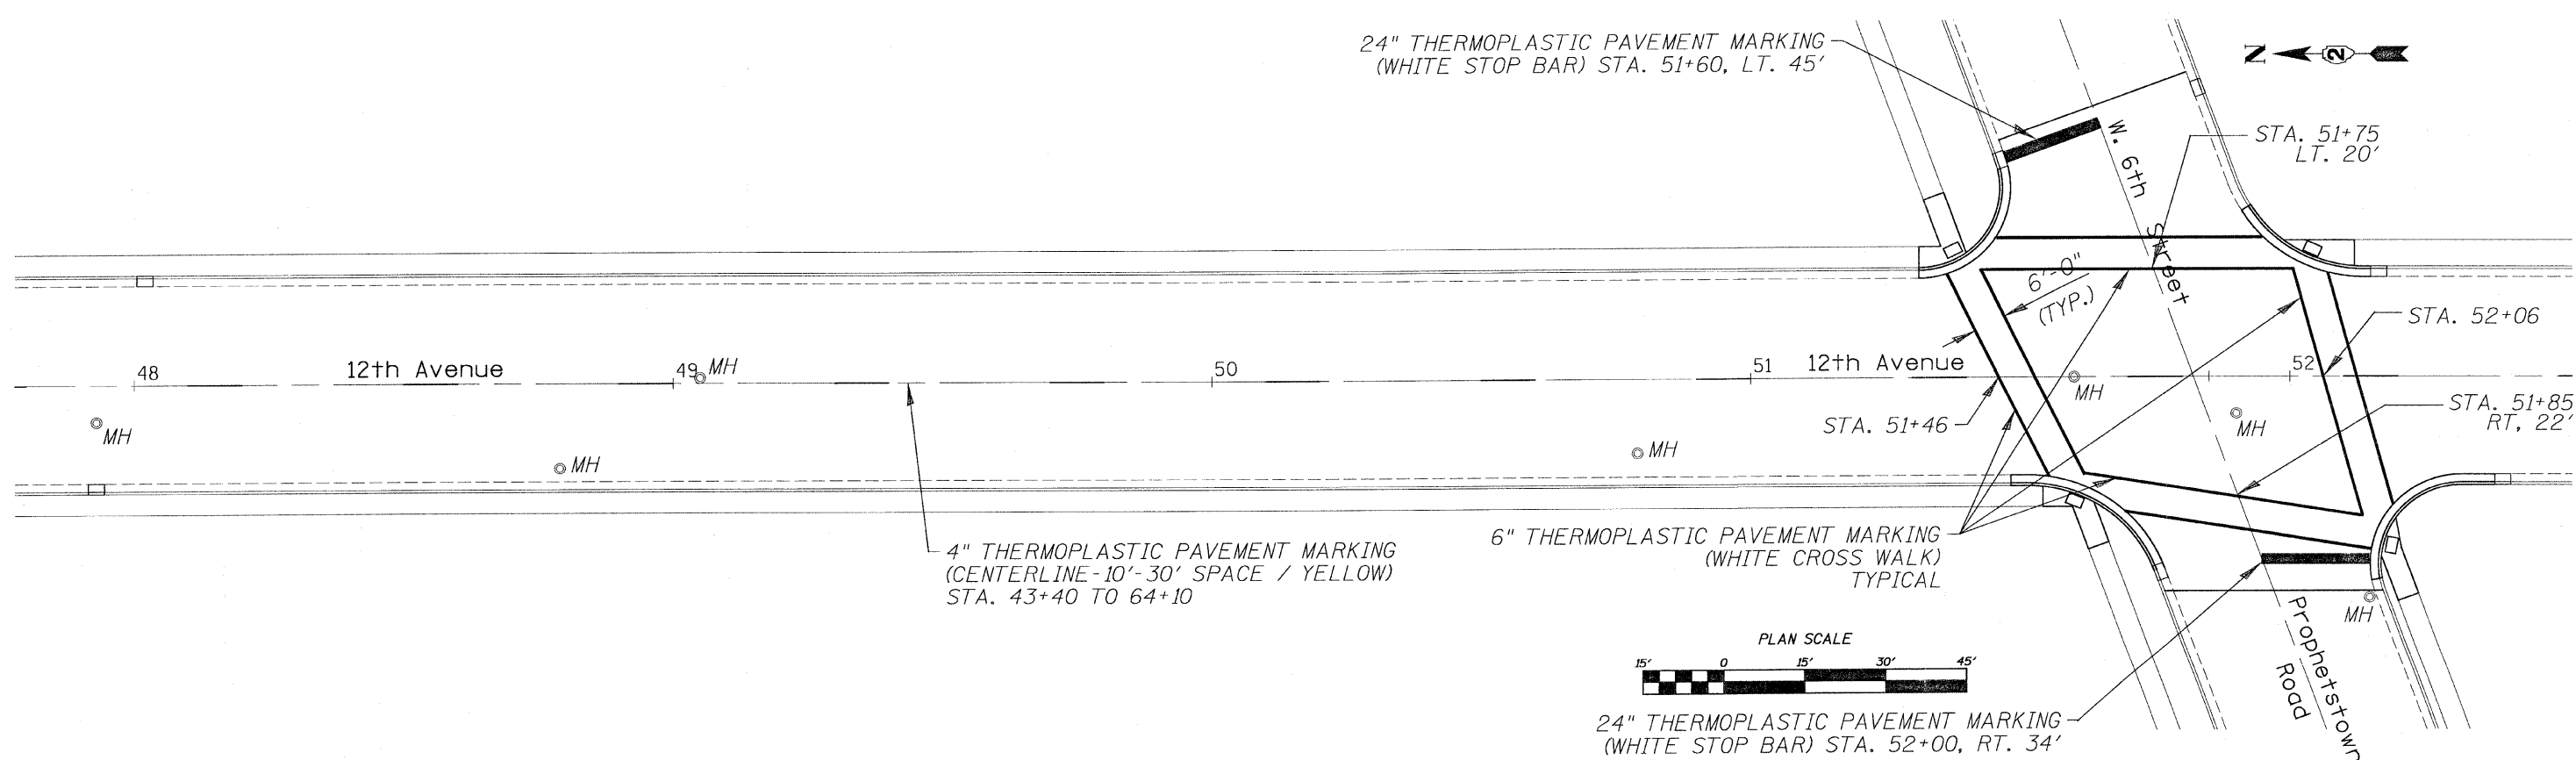 24" THERMOPLASTIC PAVEMENT MARKING
(WHITE STOP BAR) STA. 51+60, LT. 45'
N
2
STA. 51+75
LT. 20'
W. 6th Street
6'-0"
(TYP.)
STA. 52+06
48
12th Avenue
49
MH
50
51
12th Avenue
52
MH
MH
STA. 51+85
RT. 22'
STA. 51+46
MH
MH
MH
4" THERMOPLASTIC PAVEMENT MARKING
(CENTERLINE-10'-30' SPACE / YELLOW)
STA. 43+40 TO 64+10
6" THERMOPLASTIC PAVEMENT MARKING
(WHITE CROSS WALK)
TYPICAL
MH
Prophetstown
Road
PLAN SCALE
15' 0 15' 30' 45'
24" THERMOPLASTIC PAVEMENT MARKING
(WHITE STOP BAR) STA. 52+00, RT. 34'